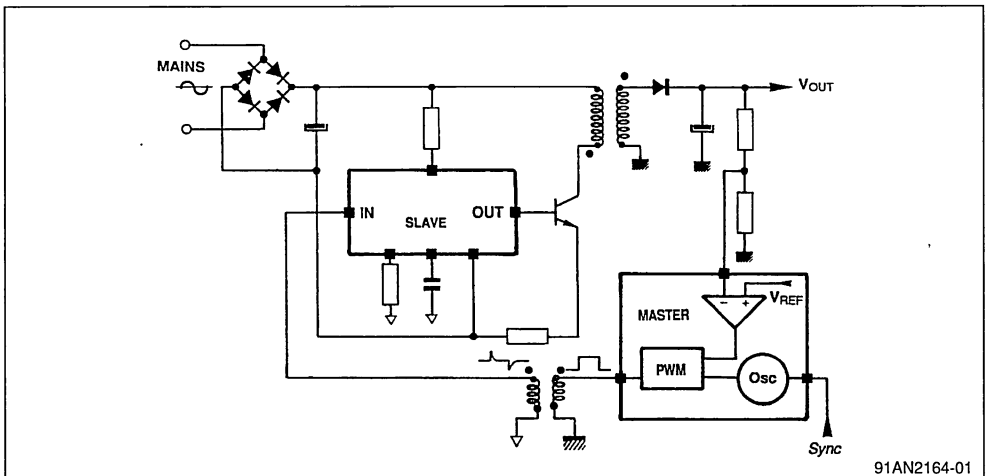 MAINS
VOUT
IN
SLAVE
OUT
VREF
- +
MASTER
PWM
Osc
Sync
91AN2164-01